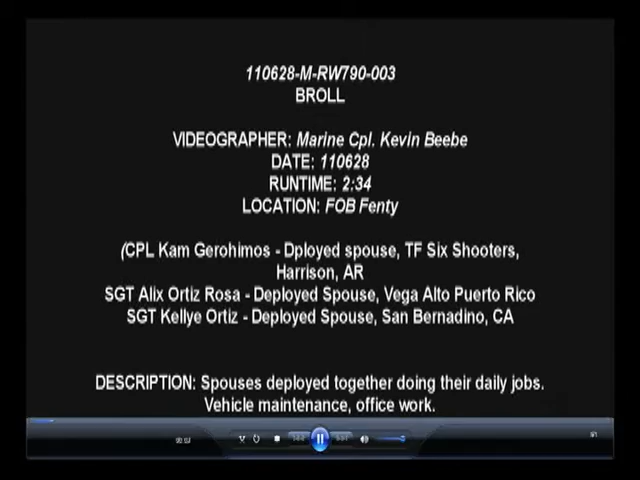 110628-M-RW790-003
BROLL
VIDEOGRAPHER: Marine Cpl. Kevin Beebe
DATE: 110628
RUNTIME: 2:34
LOCATION: FOB Fenty
(CPL Kam Gerohimos - Dployed spouse, TF Six Shooters,
Harrison, AR
SGT Alix Ortiz Rosa - Deployed Spouse, Vega Alto Puerto Rico
SGT Kellye Ortiz - Deployed Spouse, San Bernadino, CA
DESCRIPTION: Spouses deployed together doing their daily jobs.
Vehicle maintenance, office work.